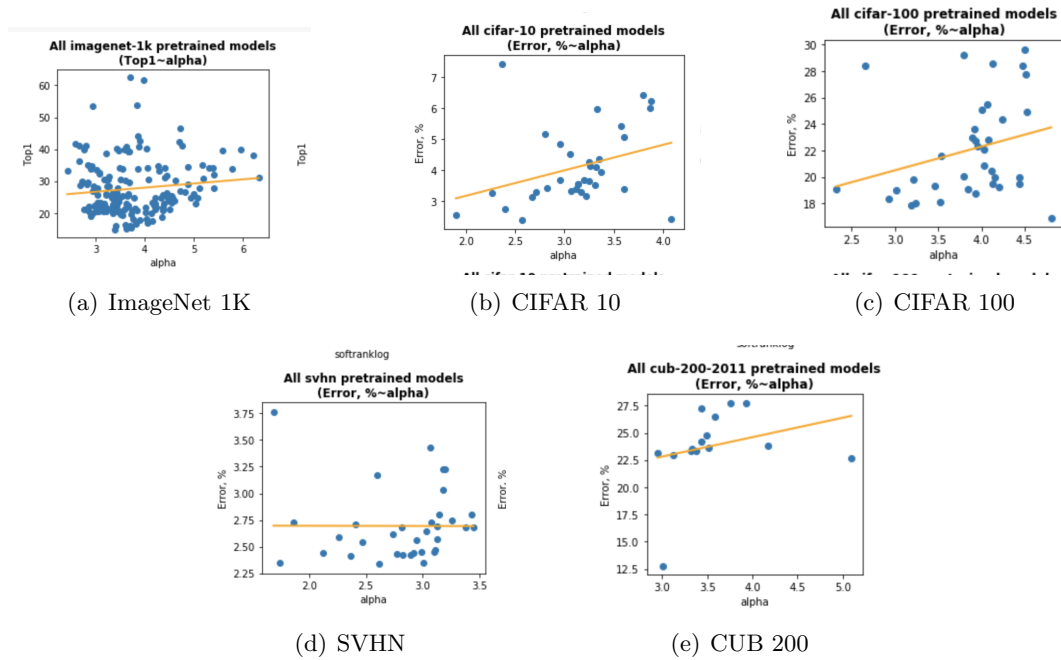 All imagenet-1k pretrained models
(Top1~alpha)
60
50
40
30
20
Top1
Top1
3
4
5
6
alpha
(a) ImageNet 1K
All cifar-10 pretrained models
(Error, %~alpha)
7
6
5
4
3
Error, %
2.0
2.5
3.0
3.5
4.0
alpha
(b) CIFAR 10
All cifar-100 pretrained models
(Error, %~alpha)
30
28
26
24
22
20
18
Error, %
2.5
3.0
3.5
4.0
4.5
alpha
(c) CIFAR 100
softranklog
All svhn pretrained models
(Error, %~alpha)
3.75
3.50
3.25
3.00
2.75
2.50
2.25
Error, %
Error. %
2.0
2.5
3.0
3.5
alpha
(d) SVHN
All cub-200-2011 pretrained models
(Error, %~alpha)
27.5
25.0
22.5
20.0
17.5
15.0
12.5
Error, %
3.0
3.5
4.0
4.5
5.0
alpha
(e) CUB 200